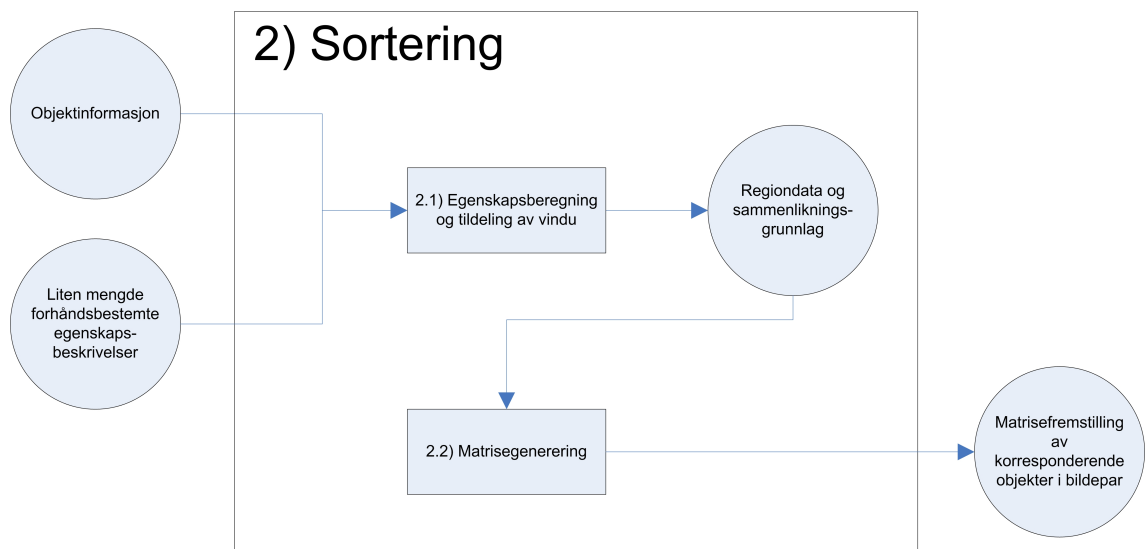 2) Sortering
Objektinformasjon
Liten mengde
forhåndsbestemte
egenskaps-
beskrivelser
2.1) Egenskapsberegning
og tildeling av vindu
Regiondata og
sammenliknings-
grunnlag
2.2) Matrisegenerering
Matrisefremstilling
av
korresponderende
objekter i bildepar